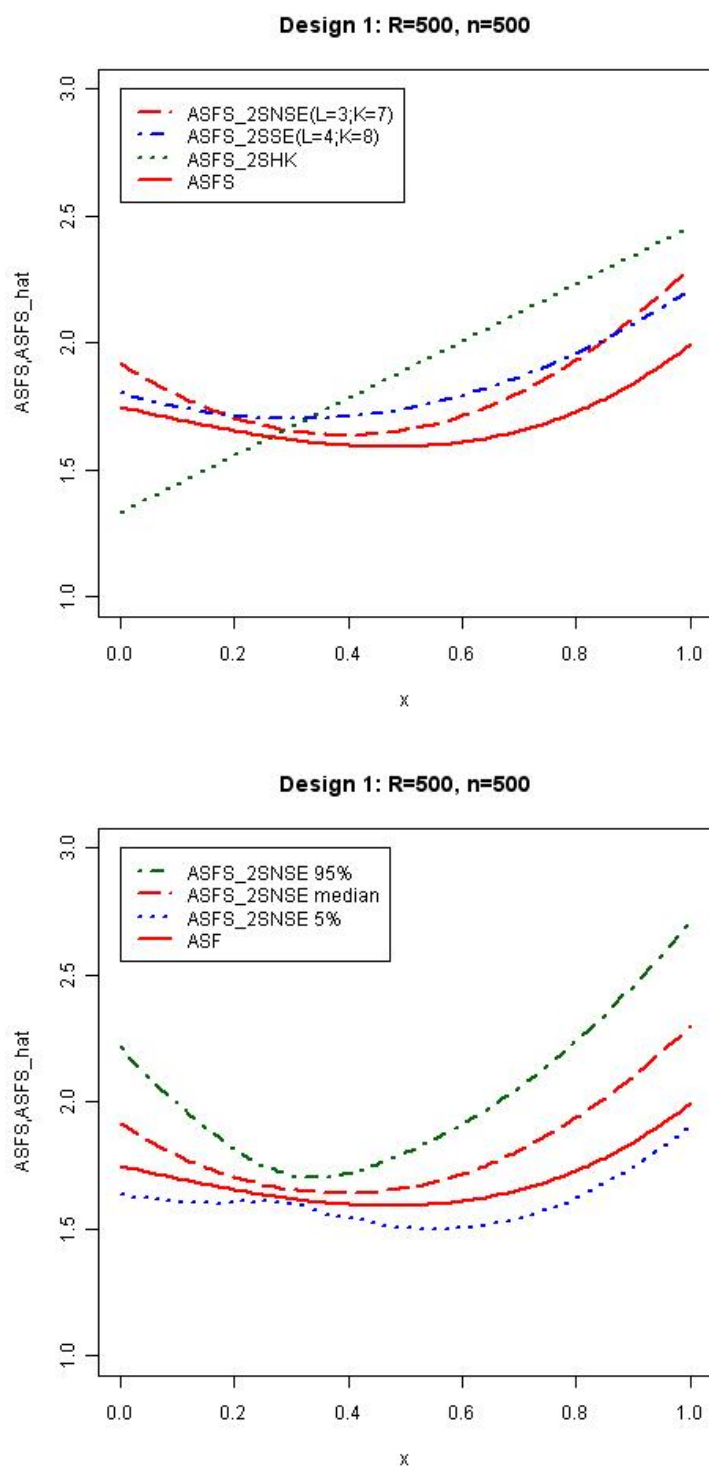 Design 1: R=500, n=500
ASFS_2SNSE(L=3;K=7)
ASFS_2SSE(L=4;K=8)
ASFS_2SHK
ASFS
3.0
2.5
2.0
1.5
1.0
ASFS,ASFS_hat
0.0 0.2 0.4 0.6 0.8 1.0
x
Design 1: R=500, n=500
ASFS_2SNSE 95%
ASFS_2SNSE median
ASFS_2SNSE 5%
ASF
3.0
2.5
2.0
1.5
1.0
ASFS,ASFS_hat
0.0 0.2 0.4 0.6 0.8 1.0
x